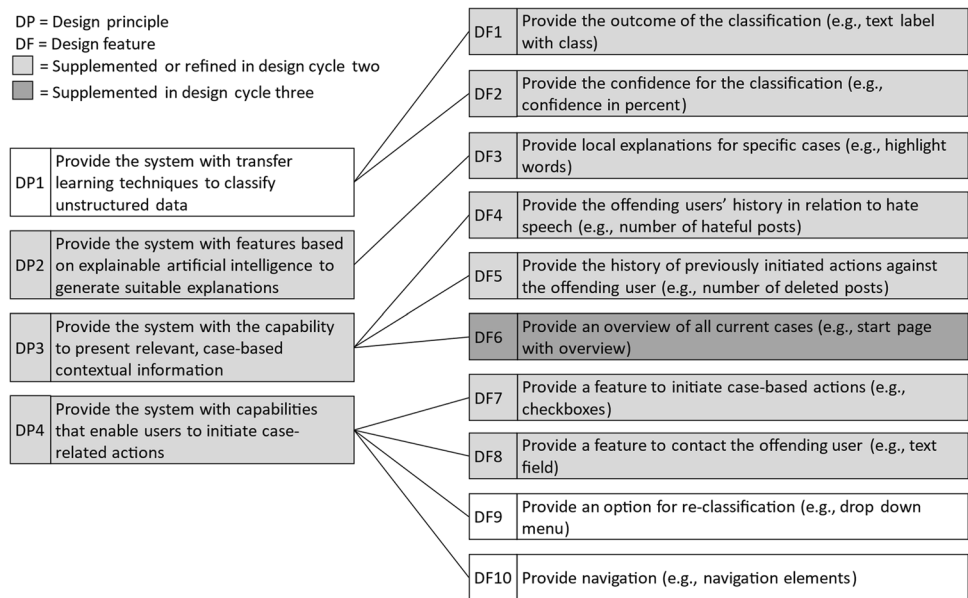 DP = Design principle
DF = Design feature
= Supplemented or refined in design cycle two
= Supplemented in design cycle three
DP1
Provide the system with transfer
learning techniques to classify
unstructured data
DP2
Provide the system with features based
on explainable artificial intelligence to
generate suitable explanations
DP3
Provide the system with the capability
to present relevant, case-based
contextual information
DP4
Provide the system with capabilities
that enable users to initiate case-
related actions
DF1
Provide the outcome of the classification (e.g., text label
with class)
DF2
Provide the confidence for the classification (e.g.,
confidence in percent)
DF3
Provide local explanations for specific cases (e.g., highlight
words)
DF4
Provide the offending users’ history in relation to hate
speech (e.g., number of hateful posts)
DF5
Provide the history of previously initiated actions against
the offending user (e.g., number of deleted posts)
DF6
Provide an overview of all current cases (e.g., start page
with overview)
DF7
Provide a feature to initiate case-based actions (e.g.,
checkboxes)
DF8
Provide a feature to contact the offending user (e.g., text
field)
DF9
Provide an option for re-classification (e.g., drop down
menu)
DF10
Provide navigation (e.g., navigation elements)